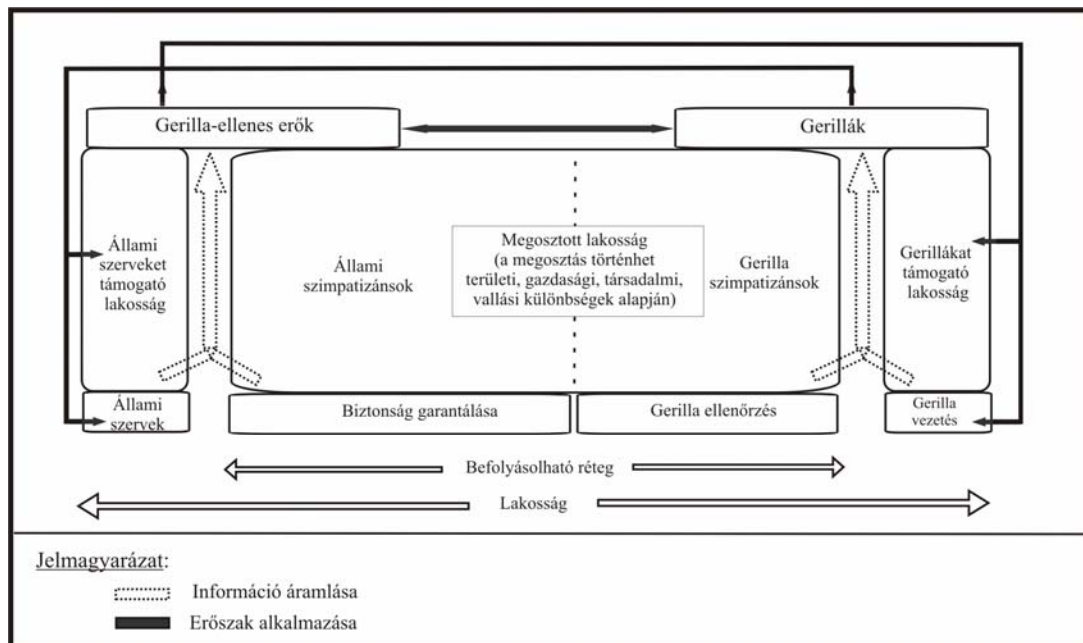 Gerilla-ellenes erők
Gerillák
Állami
szerveket
támogató
lakosság
Állami
szimpatizánsok
Megosztott lakosság
(a megosztás történhet
területi, gazdasági, társadalmi,
vallási különbségek alapján)
Gerilla
szimpatizánsok
Gerillákat
támogató
lakosság
Állami
szervek
Biztonság garantálása
Gerilla ellenőrzés
Gerilla
vezetés
Befolyásolható réteg
Lakosság
Jelmagyarázat:
Információ áramlása
Erőszak alkalmazása